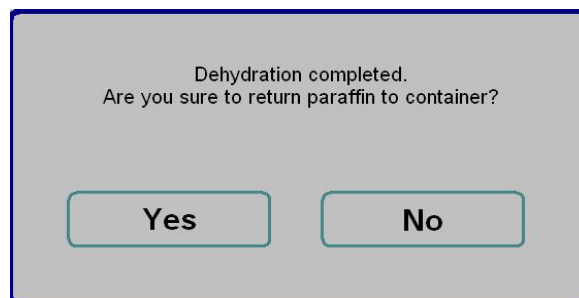 Dehydration completed.
Are you sure to return paraffin to container?
Yes
No